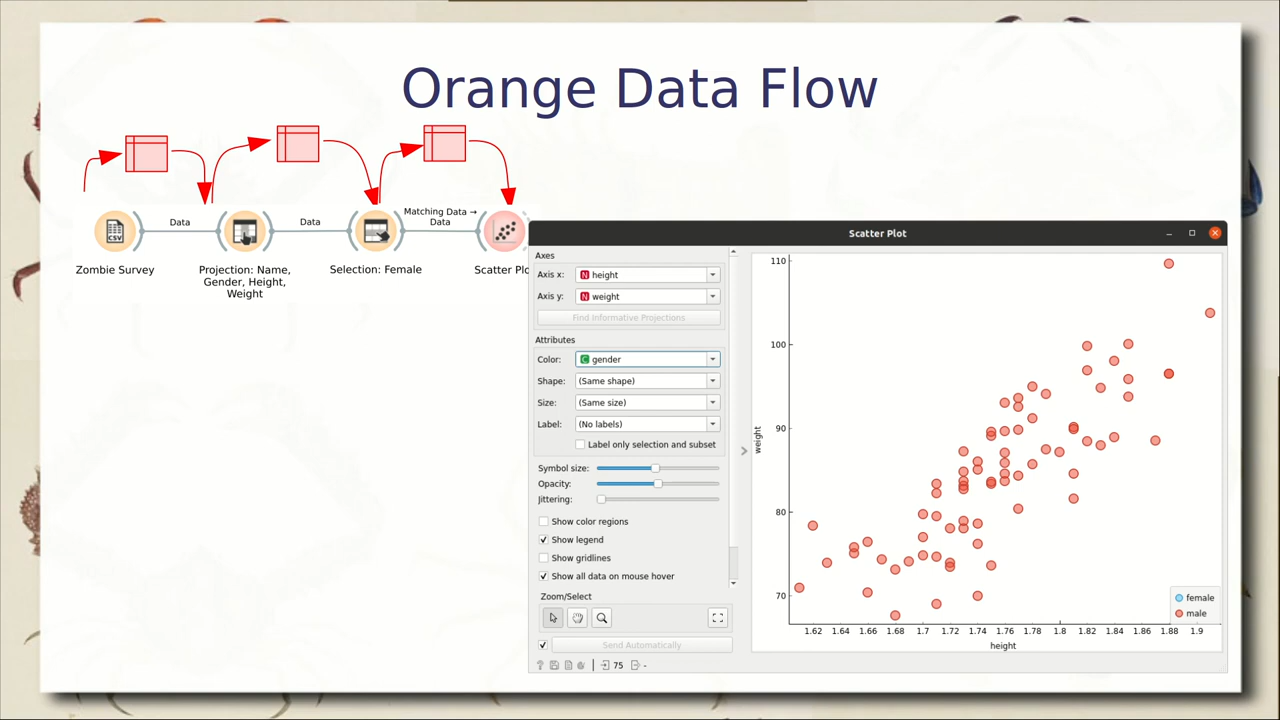 Orange Data Flow
CSV
Data
Data
Matching Data →
Data
Zombie Survey
Projection: Name,
Gender, Height,
Weight
Selection: Female
Scatter Plo
Scatter Plot
Axes
Axis x: N height
Axis y: N weight
Find Informative Projections
Attributes
Color: C gender
Shape: (Same shape)
Size: (Same size)
Label: (No labels)
Label only selection and subset
Symbol size:
Opacity:
Jittering:
Show color regions
Show legend
Show gridlines
Show all data on mouse hover
Zoom/Select
Send Automatically
75 -
110
100
90
80
70
weight
1.62 1.64 1.66 1.68 1.7 1.72 1.74 1.76 1.78 1.8 1.82 1.84 1.86 1.88 1.9
height
female
male